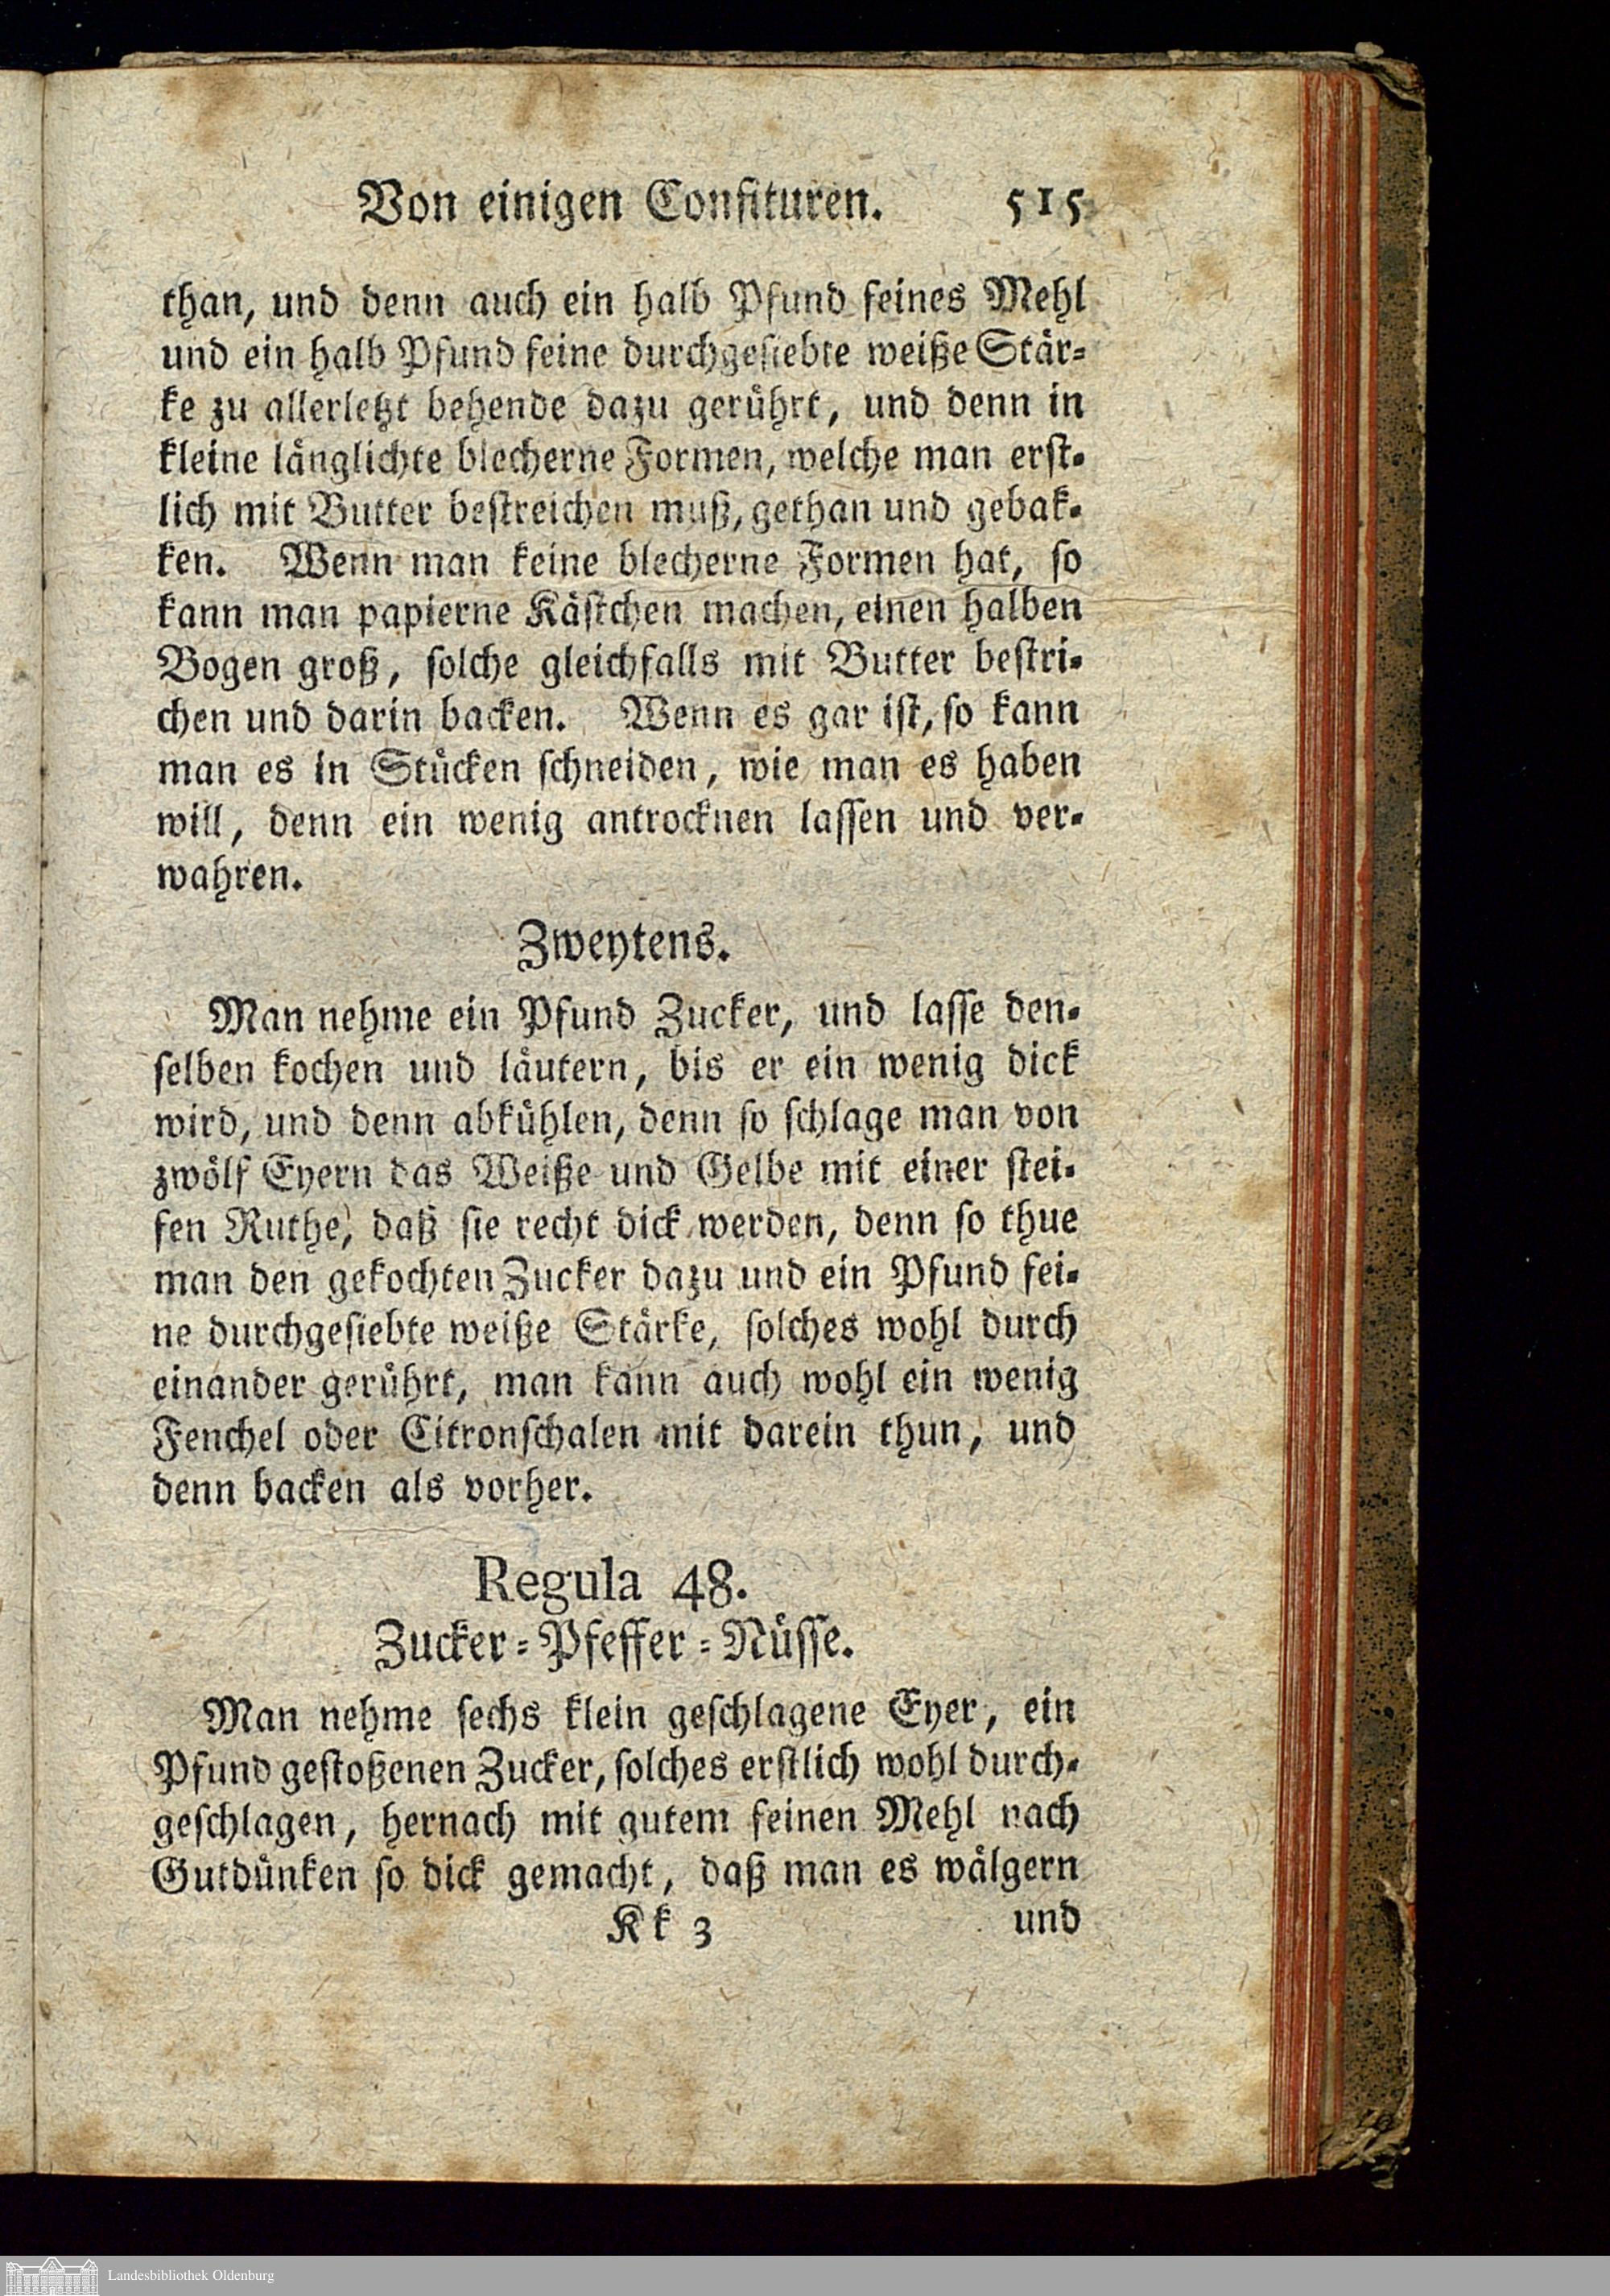 Von einigen Confituren. 515
than, und denn auch ein halb Pfund feines Mehl
und ein halb Pfund feine durchgesiebte weiße Stär-
ke zu allerletzt behende dazu gerührt, und denn in
kleine länglichte blecherne Formen, welche man erst-
lich mit Butter bestreichen muß, gethan und gebak-
ken. Wenn man keine blecherne Formen hat, so
kann man papierne Kästchen machen, einen halben
Bogen groß, solche gleichfalls mit Butter bestri-
chen und darin backen. Wenn es gar ist, so kann
man es in Stücken schneiden, wie man es haben
will, denn ein wenig antrocknen lassen und ver-
wahren.
Zweytens.
Man nehme ein Pfund Zucker, und lasse den-
selben kochen und läutern, bis er ein wenig dick
wird, und denn abkühlen, denn so schlage man von
zwölf Eyern das Weiße und Gelbe mit einer stei-
fen Ruthe, daß sie recht dick werden, denn so thue
man den gekochten Zucker dazu und ein Pfund fei-
ne durchgesiebte weiße Stärke, solches wohl durch
einander gerührt, man kann auch wohl ein wenig
Fenchel oder Citronschalen mit darein thun, und
denn backen als vorher.
Regula 48.
Zucker-Pfeffer-Nüsse.
Man nehme sechs klein geschlagene Eyer, ein
Pfund gestoßenen Zucker, solches erstlich wohl durch-
geschlagen, hernach mit gutem feinen Mehl nach
Gutdünken so dick gemacht, daß man es wälgern
Kk 3 und
Landesbibliothek Oldenburg